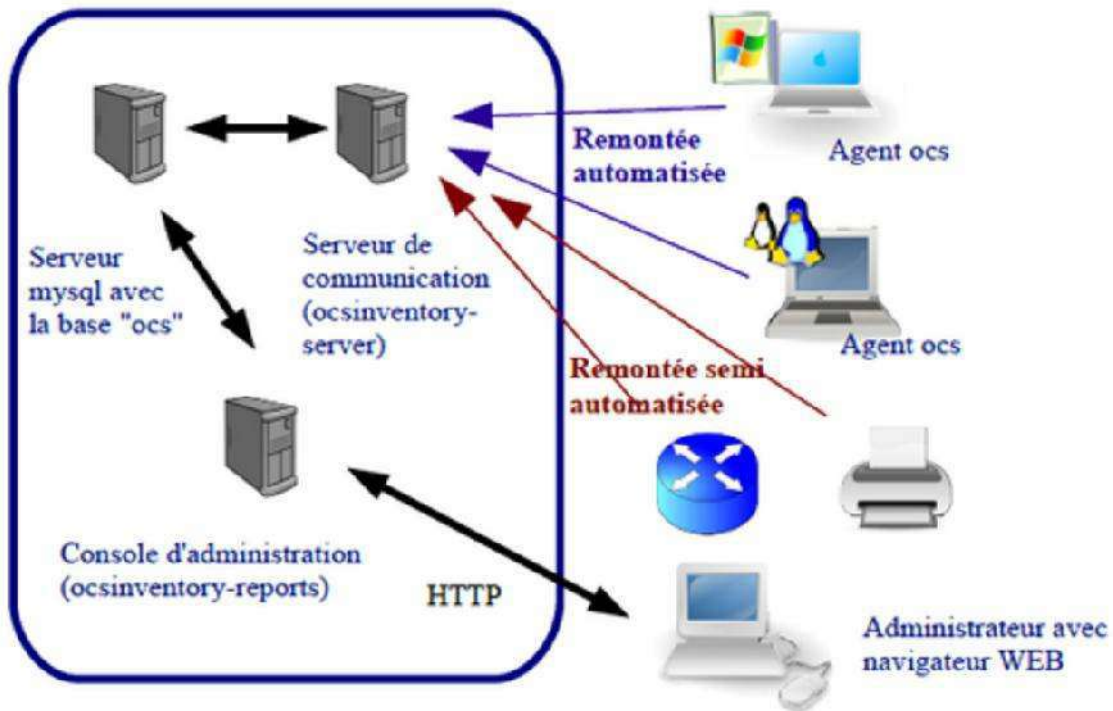 Remontée
automatisée
Agent ocs
Serveur
mysql avec
la base "ocs"
Serveur de
communication
(ocsinventory-
server)
Agent ocs
Remontée semi
automatisée
Console d'administration
(ocsinventory-reports)
HTTP
Administrateur avec
navigateur WEB